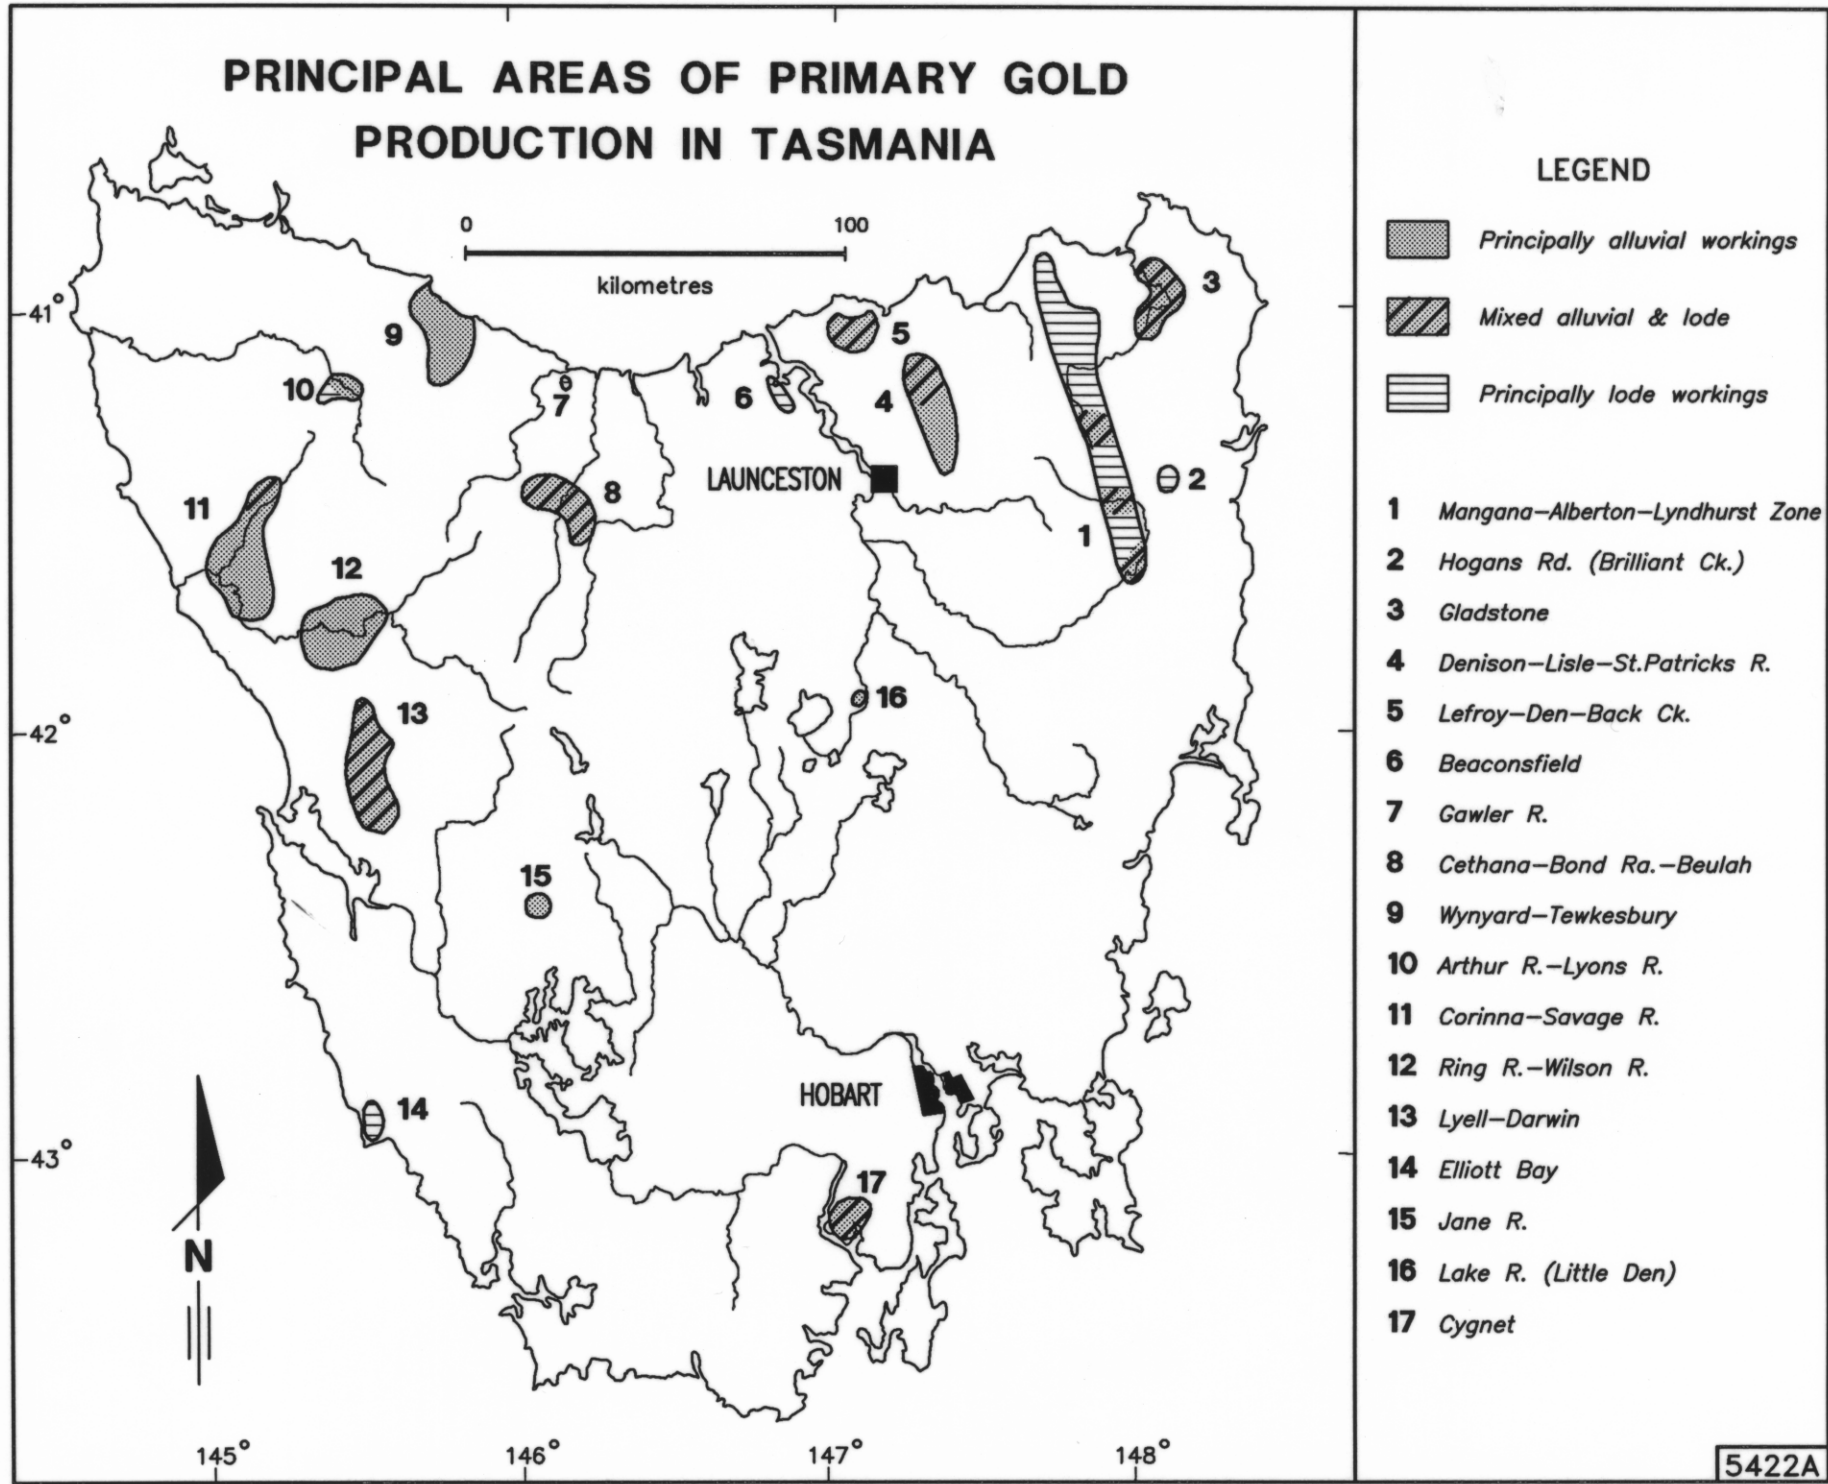 PRINCIPAL AREAS OF PRIMARY GOLD
PRODUCTION IN TASMANIA
0 100
kilometres
41°
42°
43°
145° 146° 147° 148°
9
10
7
6
5
4
3
2
1
LAUNCESTON
8
11
12
13
16
15
14
HOBART
17
N
LEGEND
Principally alluvial workings
Mixed alluvial & lode
Principally lode workings
1 Mangana-Alberton-Lyndhurst Zone
2 Hogans Rd. (Brilliant Ck.)
3 Gladstone
4 Denison-Lisle-St.Patricks R.
5 Lefroy-Den-Back Ck.
6 Beaconsfield
7 Gawler R.
8 Cethana-Bond Ra.-Beulah
9 Wynyard-Tewkesbury
10 Arthur R.-Lyons R.
11 Corinna-Savage R.
12 Ring R.-Wilson R.
13 Lyell-Darwin
14 Elliott Bay
15 Jane R.
16 Lake R. (Little Den)
17 Cygnet
5422A